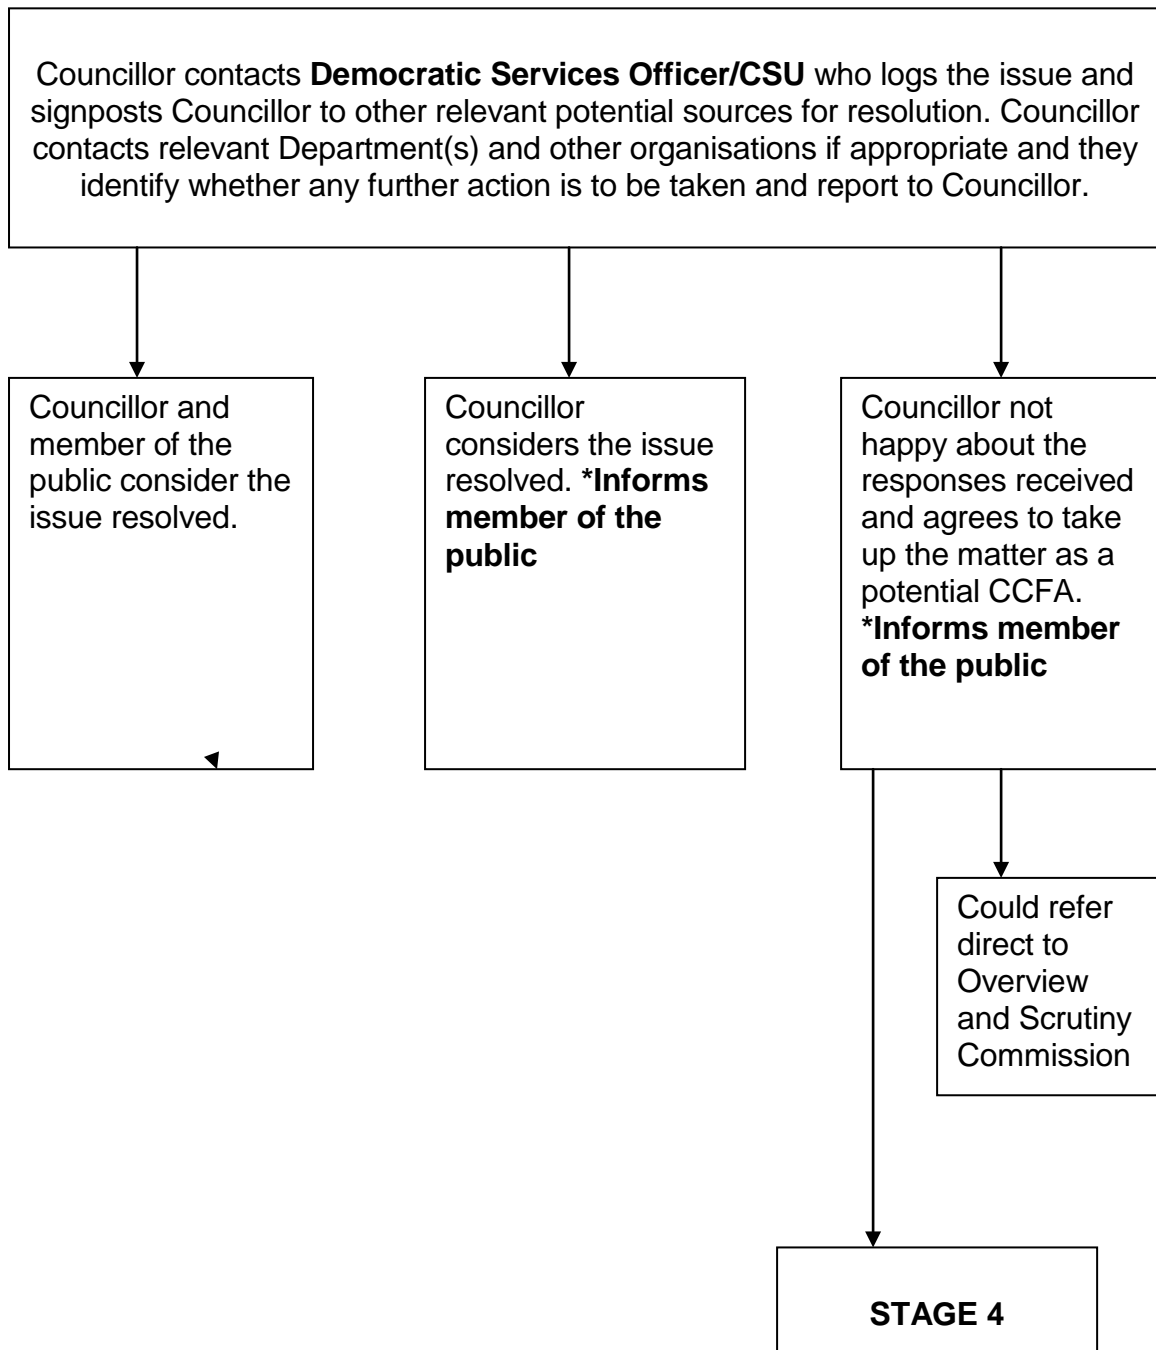 Councillor contacts Democratic Services Officer/CSU who logs the issue and
signposts Councillor to other relevant potential sources for resolution. Councillor
contacts relevant Department(s) and other organisations if appropriate and they
identify whether any further action is to be taken and report to Councillor.
Councillor and
member of the
public consider the
issue resolved.
Councillor
considers the issue
resolved. *Informs
member of the
public
Councillor not
happy about the
responses received
and agrees to take
up the matter as a
potential CCFA.
*Informs member
of the public
Could refer
direct to
Overview
and Scrutiny
Commission
STAGE 4